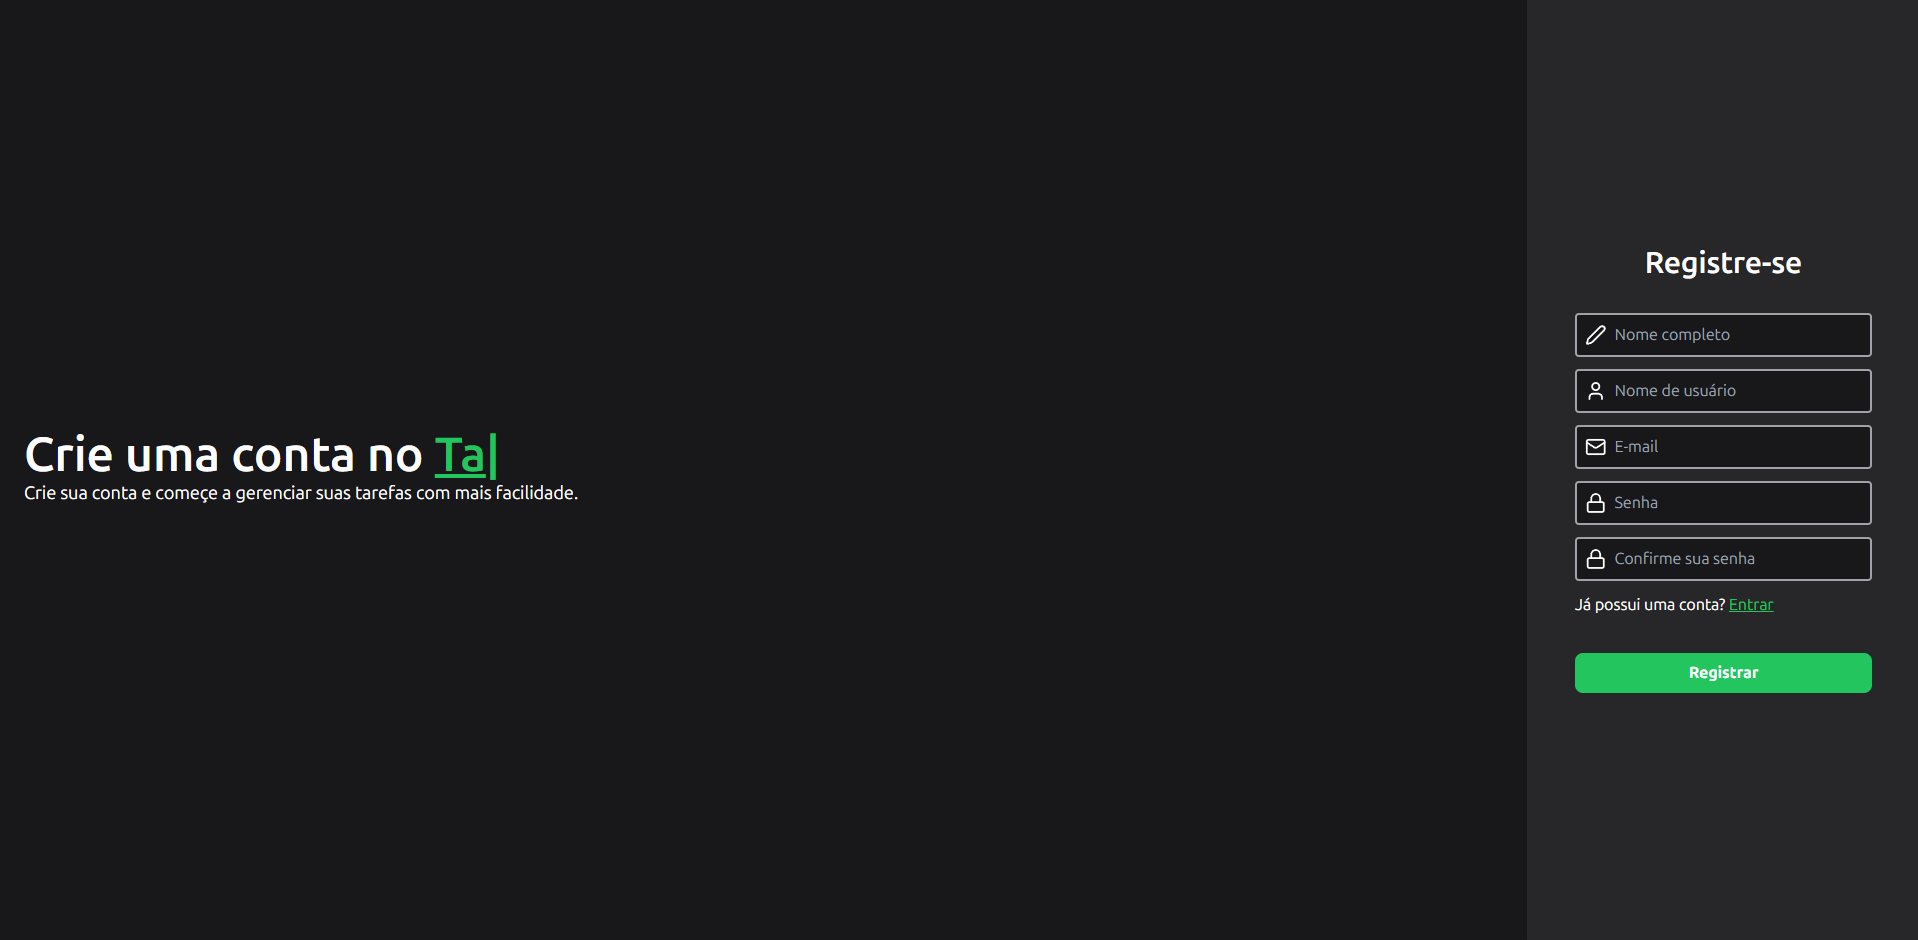 Crie uma conta no Ta|
Crie sua conta e começe a gerenciar suas tarefas com mais facilidade.
Registre-se
Nome completo
Nome de usuário
E-mail
Senha
Confirme sua senha
Já possui uma conta? Entrar
Registrar